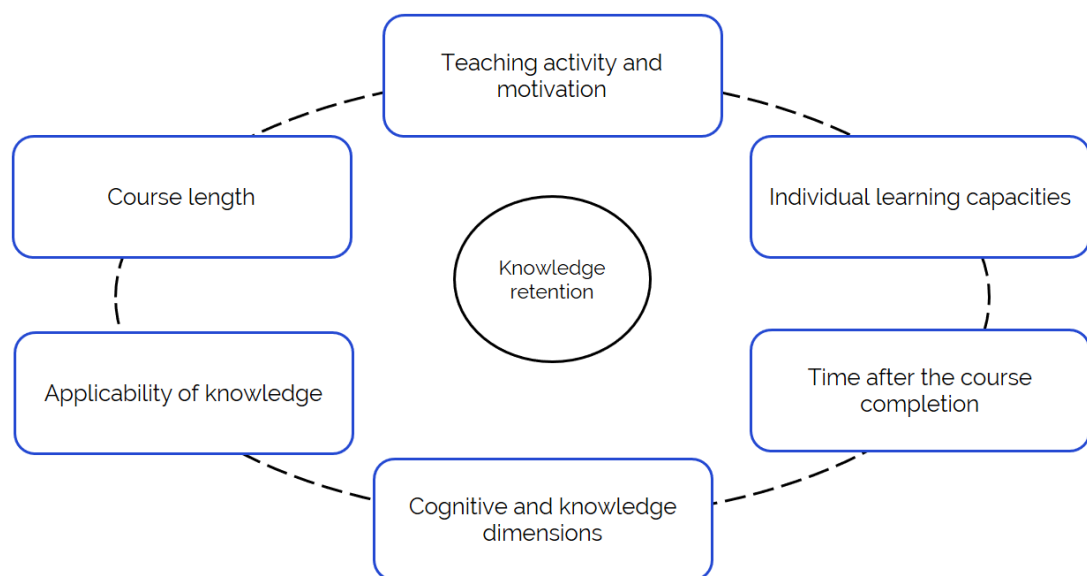 Teaching activity and
motivation
Course length
Individual learning capacities
Knowledge
retention
Applicability of knowledge
Time after the course
completion
Cognitive and knowledge
dimensions